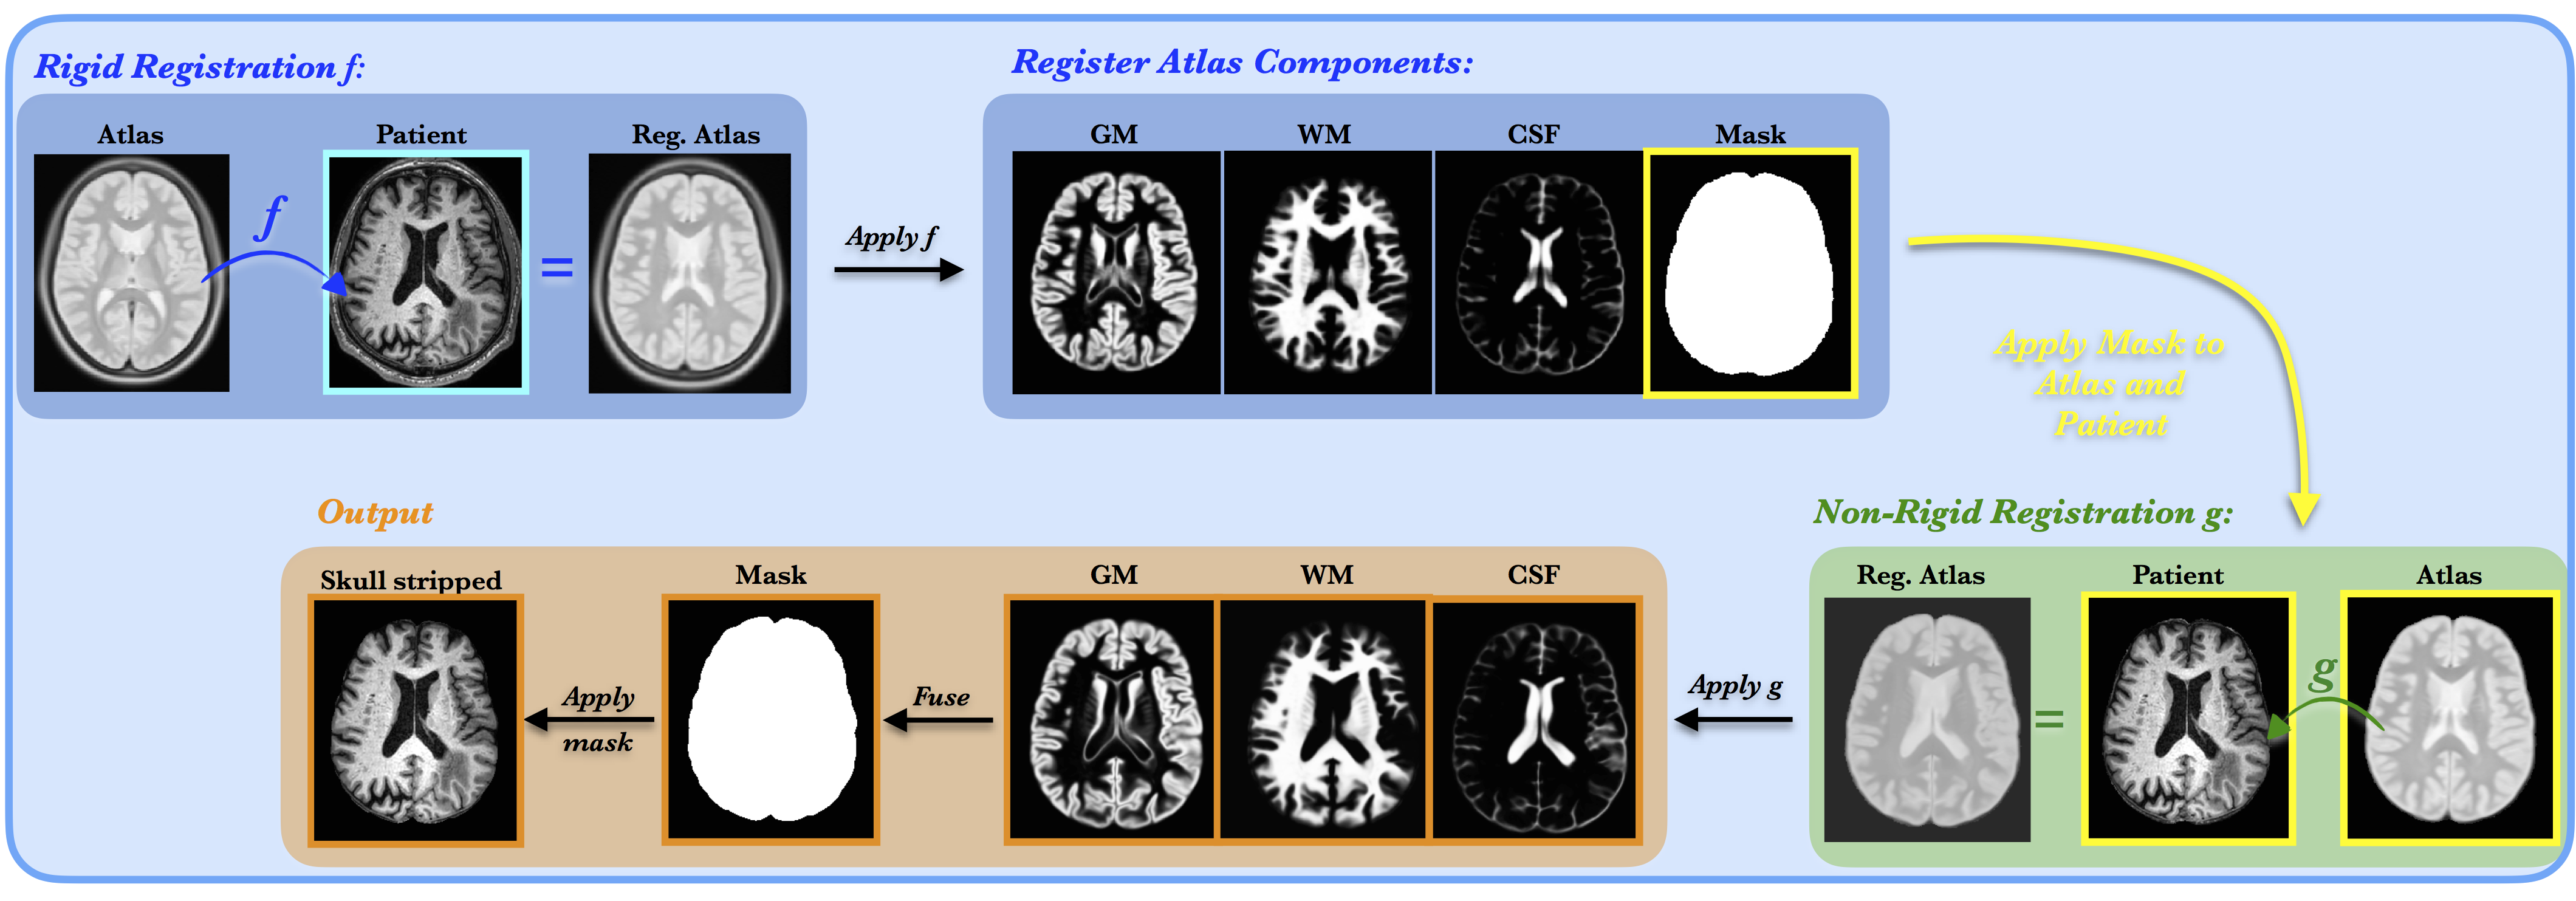 Rigid Registration f:
Atlas
Patient
Reg. Atlas
f
=
Apply f
Register Atlas Components:
GM
WM
CSF
Mask
Apply Mask to
Atlas and
Patient
Non-Rigid Registration g:
Reg. Atlas
Patient
Atlas
=
g
Apply g
Output
Skull stripped
Mask
GM
WM
CSF
Apply
mask
Fuse